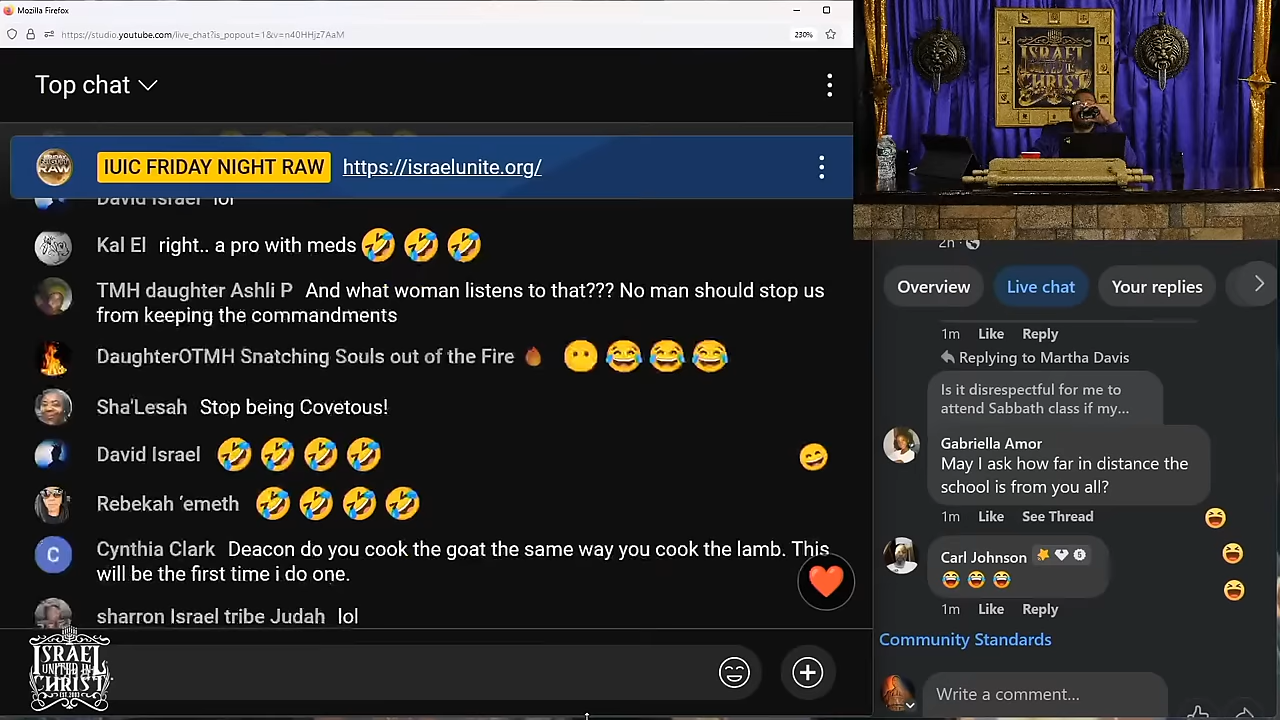 Mozilla Firefox
https://studio.youtube.com/live_chat?is_popout=1&v=n40HHjz7AaM
230%
Top chat
IUIC FRIDAY NIGHT RAW https://israelunite.org/
David Israel lol
Kal El right.. a pro with meds
TMH daughter Ashli P And what woman listens to that??? No man should stop us
from keeping the commandments
DaughterOTMH Snatching Souls out of the Fire
Sha'Lesah Stop being Covetous!
David Israel
Rebekah 'emeth
C
Cynthia Clark Deacon do you cook the goat the same way you cook the lamb. This
will be the first time i do one.
sharron Israel tribe Judah lol
ISRAEL
UNITED IN
CHRIST
EST 2003
ISRAEL
UNITED IN
CHRIST
2h
Overview
Live chat
Your replies
1m Like Reply
Replying to Martha Davis
Is it disrespectful for me to
attend Sabbath class if my...
Gabriella Amor
May I ask how far in distance the
school is from you all?
1m Like See Thread
Carl Johnson
1m Like Reply
Community Standards
Write a comment...